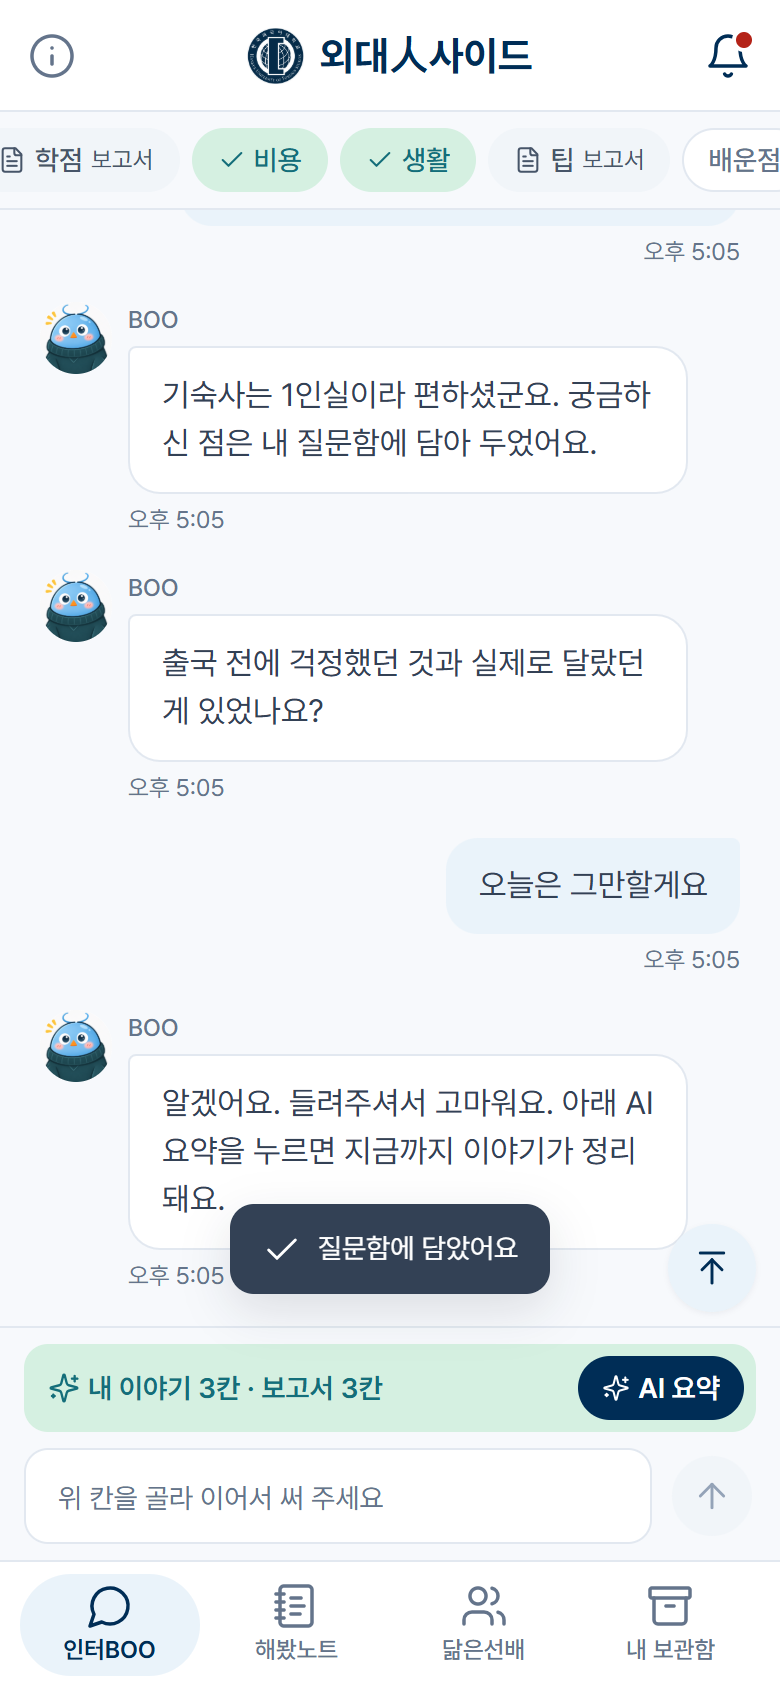 외대人사이드
학점 보고서
비용
생활
팁 보고서
배운점
오후 5:05
BOO
기숙사는 1인실이라 편하셨군요. 궁금하
신 점은 내 질문함에 담아 두었어요.
오후 5:05
BOO
출국 전에 걱정했던 것과 실제로 달랐던
게 있었나요?
오후 5:05
오늘은 그만할게요
오후 5:05
BOO
알겠어요. 들려주셔서 고마워요. 아래 AI
요약을 누르면 지금까지 이야기가 정리
돼요.
질문함에 담았어요
오후 5:05
내 이야기 3칸 · 보고서 3칸
AI 요약
위 칸을 골라 이어서 써 주세요
인터BOO
해봤노트
닮은선배
내 보관함